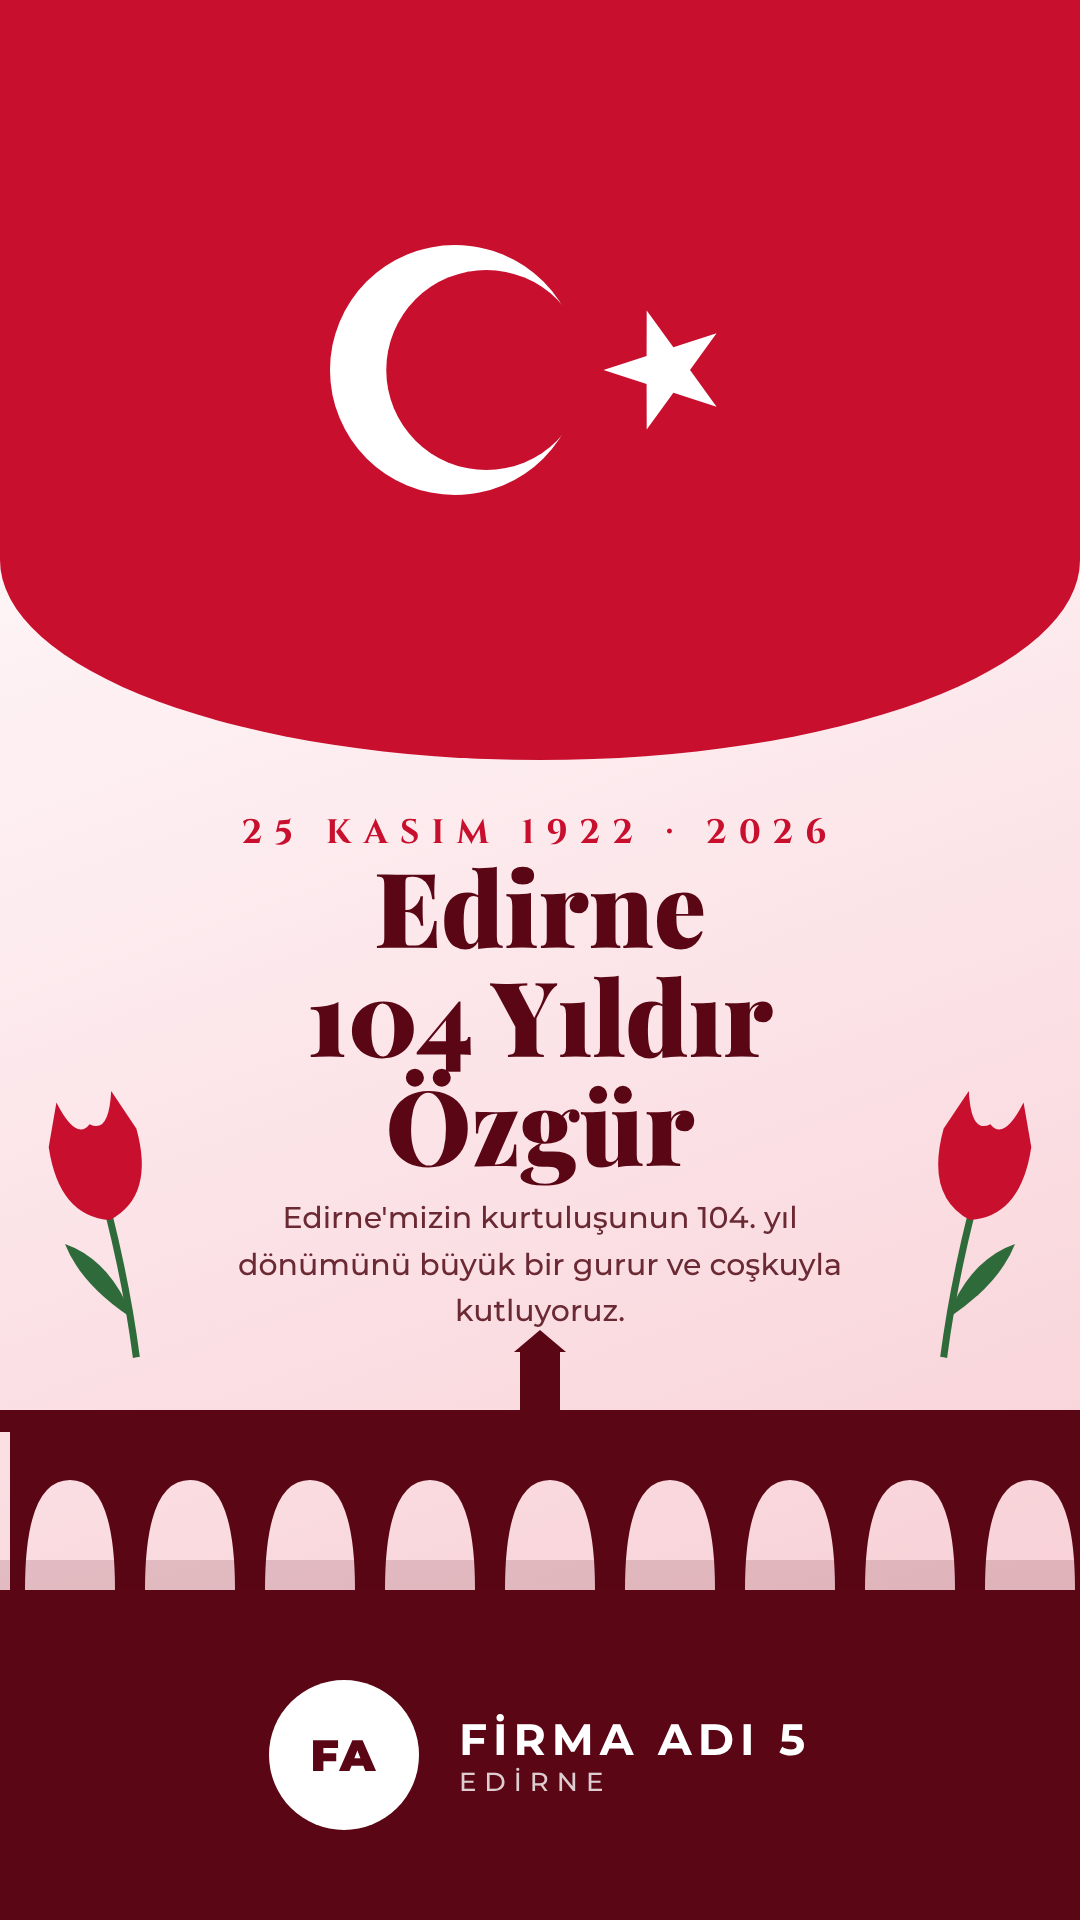 25 KASIM 1922 · 2026
Edirne
104 Yıldır
Özgür
Edirne'mizin kurtuluşunun 104. yıl
dönümünü büyük bir gurur ve coşkuyla
kutluyoruz.
FA
FİRMA ADI 5
EDİRNE